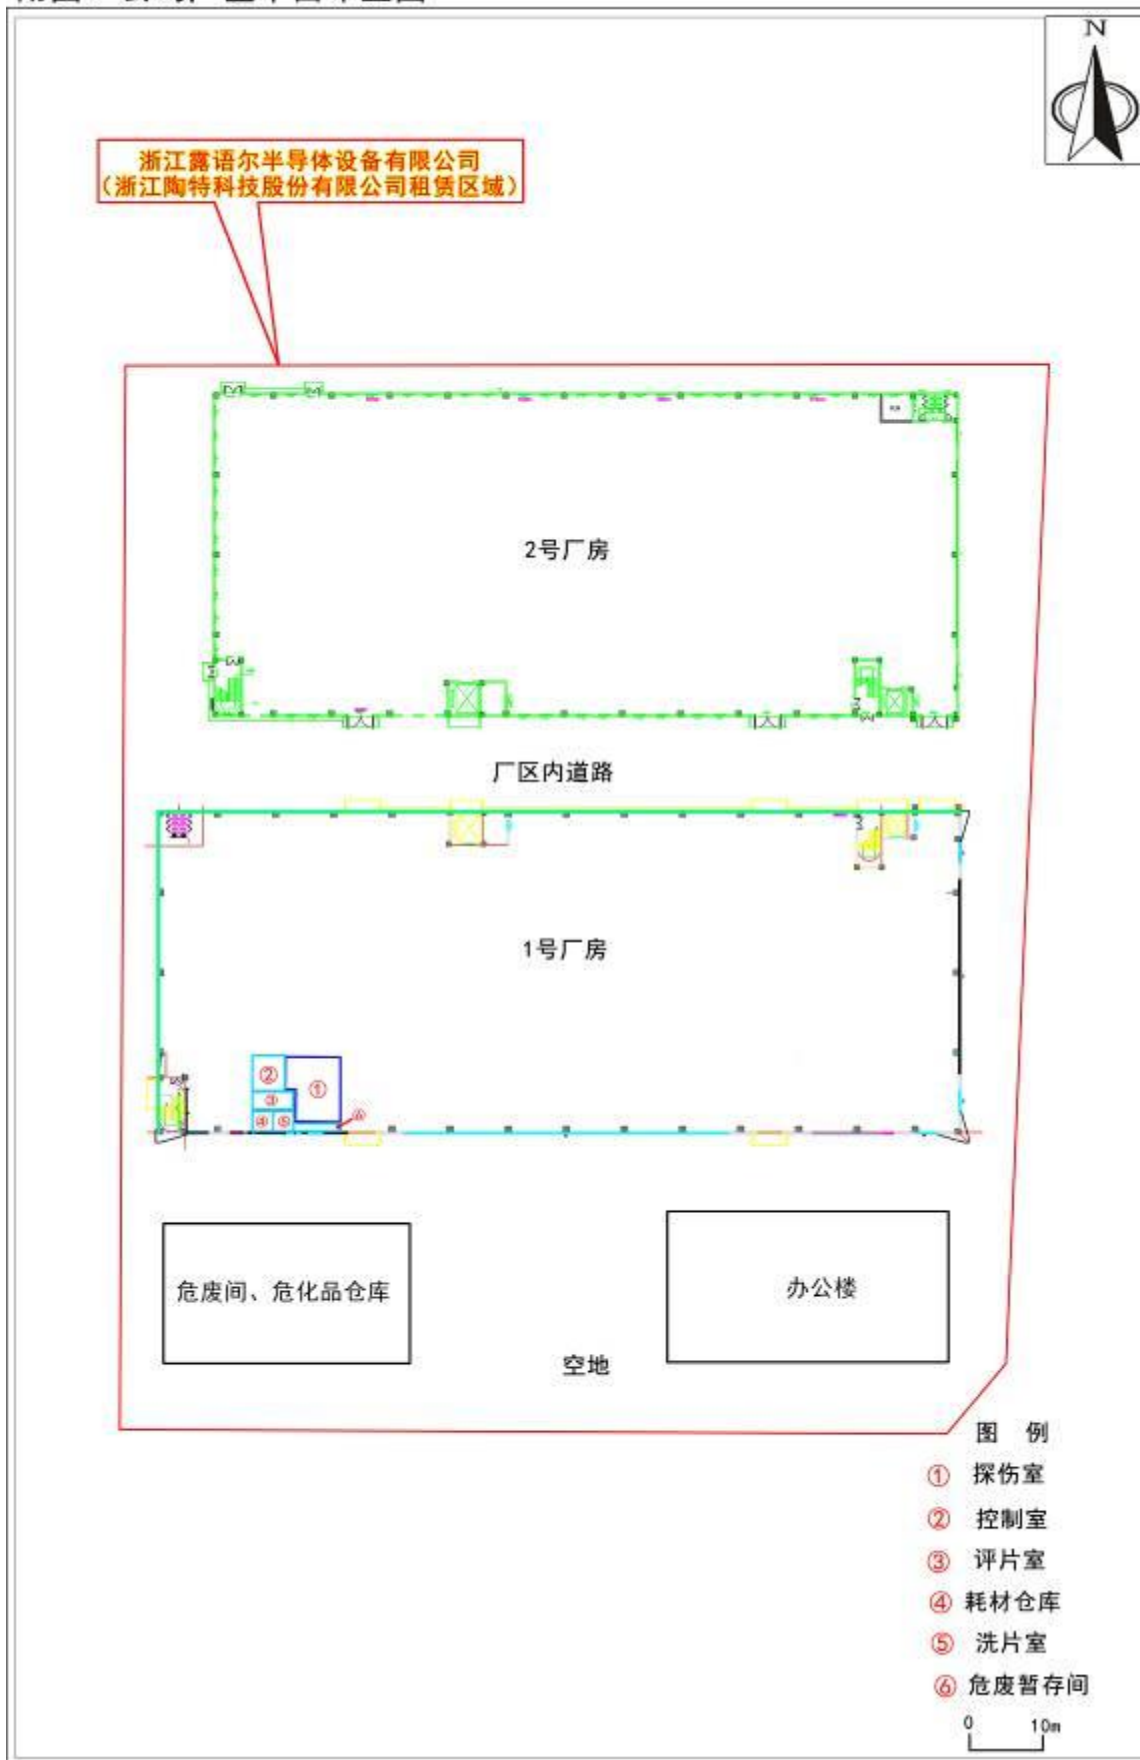 N
浙江露语尔半导体设备有限公司
（浙江陶特科技股份有限公司租赁区域）
2号厂房
厂区内道路
1号厂房
②
①
③
④
⑤
⑥
危废间、危化品仓库
办公楼
空地
图 例
① 探伤室
② 控制室
③ 评片室
④ 耗材仓库
⑤ 洗片室
⑥ 危废暂存间
0 10m